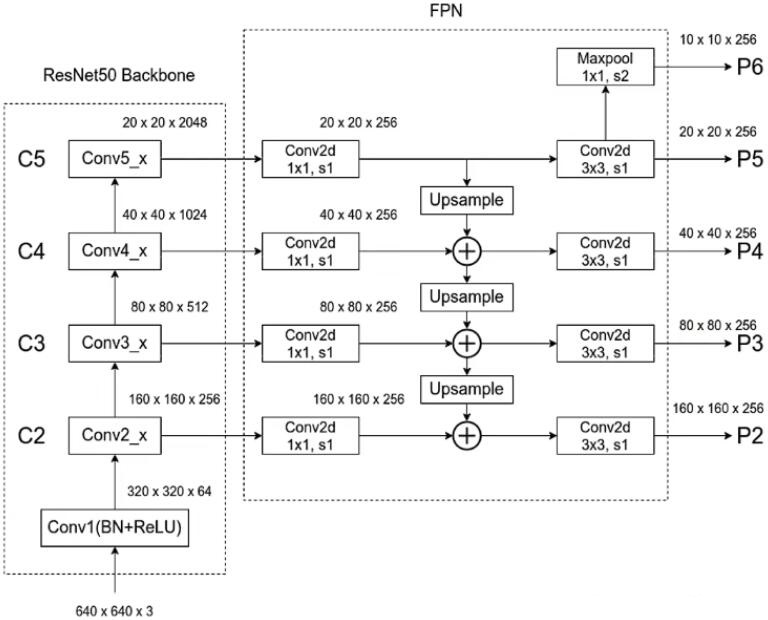 FPN
10 x 10 x 256
Maxpool
1x1, s2
P6
ResNet50 Backbone
20 x 20 x 2048
20 x 20 x 256
20 x 20 x 256
C5
Conv5_x
Conv2d
1x1, s1
Conv2d
3x3, s1
P5
Upsample
40 x 40 x 1024
40 x 40 x 256
40 x 40 x 256
C4
Conv4_x
Conv2d
1x1, s1
Conv2d
3x3, s1
P4
Upsample
80 x 80 x 512
80 x 80 x 256
80 x 80 x 256
C3
Conv3_x
Conv2d
1x1, s1
Conv2d
3x3, s1
P3
Upsample
160 x 160 x 256
160 x 160 x 256
160 x 160 x 256
C2
Conv2_x
Conv2d
1x1, s1
Conv2d
3x3, s1
P2
320 x 320 x 64
Conv1(BN+ReLU)
640 x 640 x 3